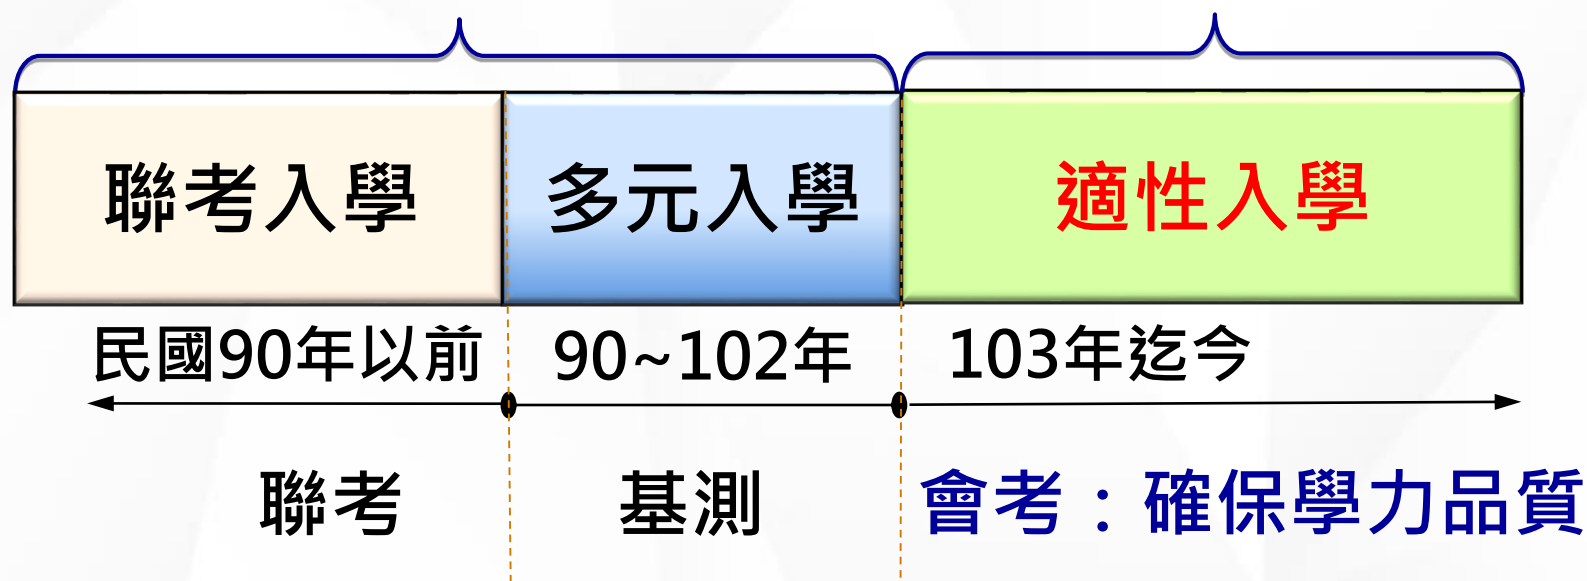 聯考入學 多元入學 適性入學
民國90年以前 90~102年 103年迄今
聯考 基測 會考：確保學力品質